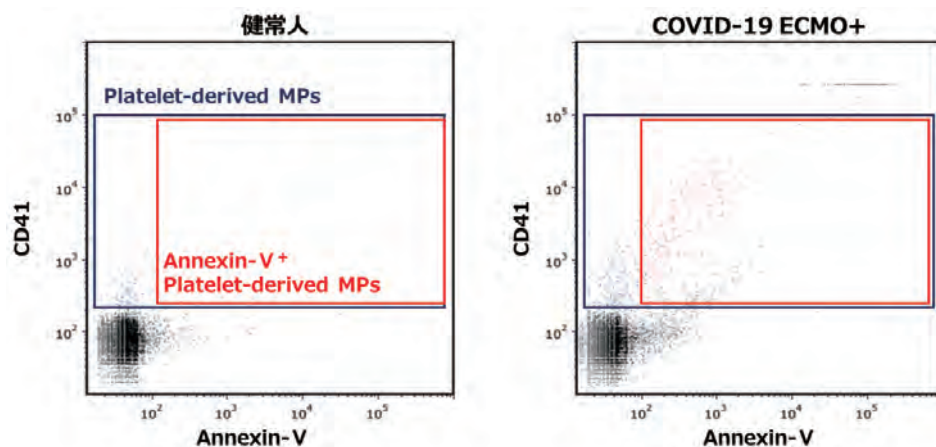 健常人
COVID-19 ECMO+
Platelet-derived MPs
Annexin-V⁺
Platelet-derived MPs
CD41
10⁵
10⁴
10³
10²
10² 10³ 10⁴ 10⁵
Annexin-V
CD41
10⁵
10⁴
10³
10²
10² 10³ 10⁴ 10⁵
Annexin-V